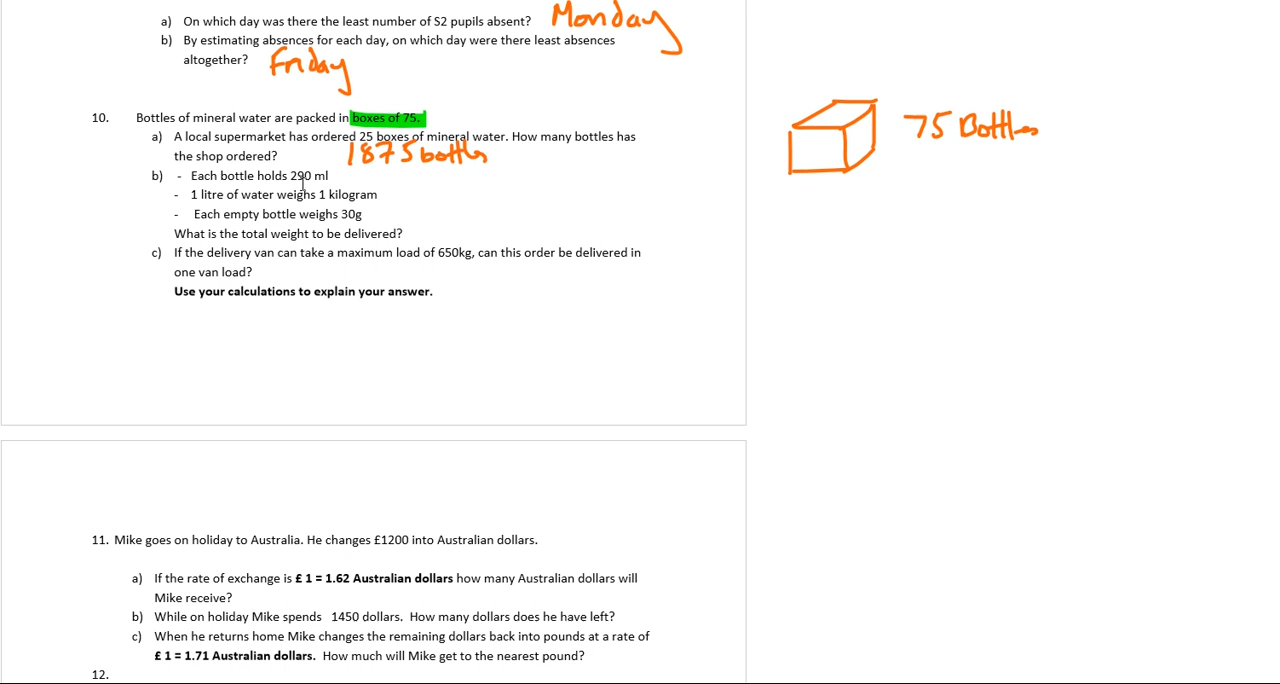 a) On which day was there the least number of S2 pupils absent? Monday
b) By estimating absences for each day, on which day were there least absences
altogether? Friday
10. Bottles of mineral water are packed in boxes of 75.
75 Bottles
a) A local supermarket has ordered 25 boxes of mineral water. How many bottles has
the shop ordered? 1875 bottles
b) - Each bottle holds 290 ml
- 1 litre of water weighs 1 kilogram
- Each empty bottle weighs 30g
What is the total weight to be delivered?
c) If the delivery van can take a maximum load of 650kg, can this order be delivered in
one van load?
Use your calculations to explain your answer.
11. Mike goes on holiday to Australia. He changes £1200 into Australian dollars.
a) If the rate of exchange is £ 1 = 1.62 Australian dollars how many Australian dollars will
Mike receive?
b) While on holiday Mike spends 1450 dollars. How many dollars does he have left?
c) When he returns home Mike changes the remaining dollars back into pounds at a rate of
£ 1 = 1.71 Australian dollars. How much will Mike get to the nearest pound?
12.